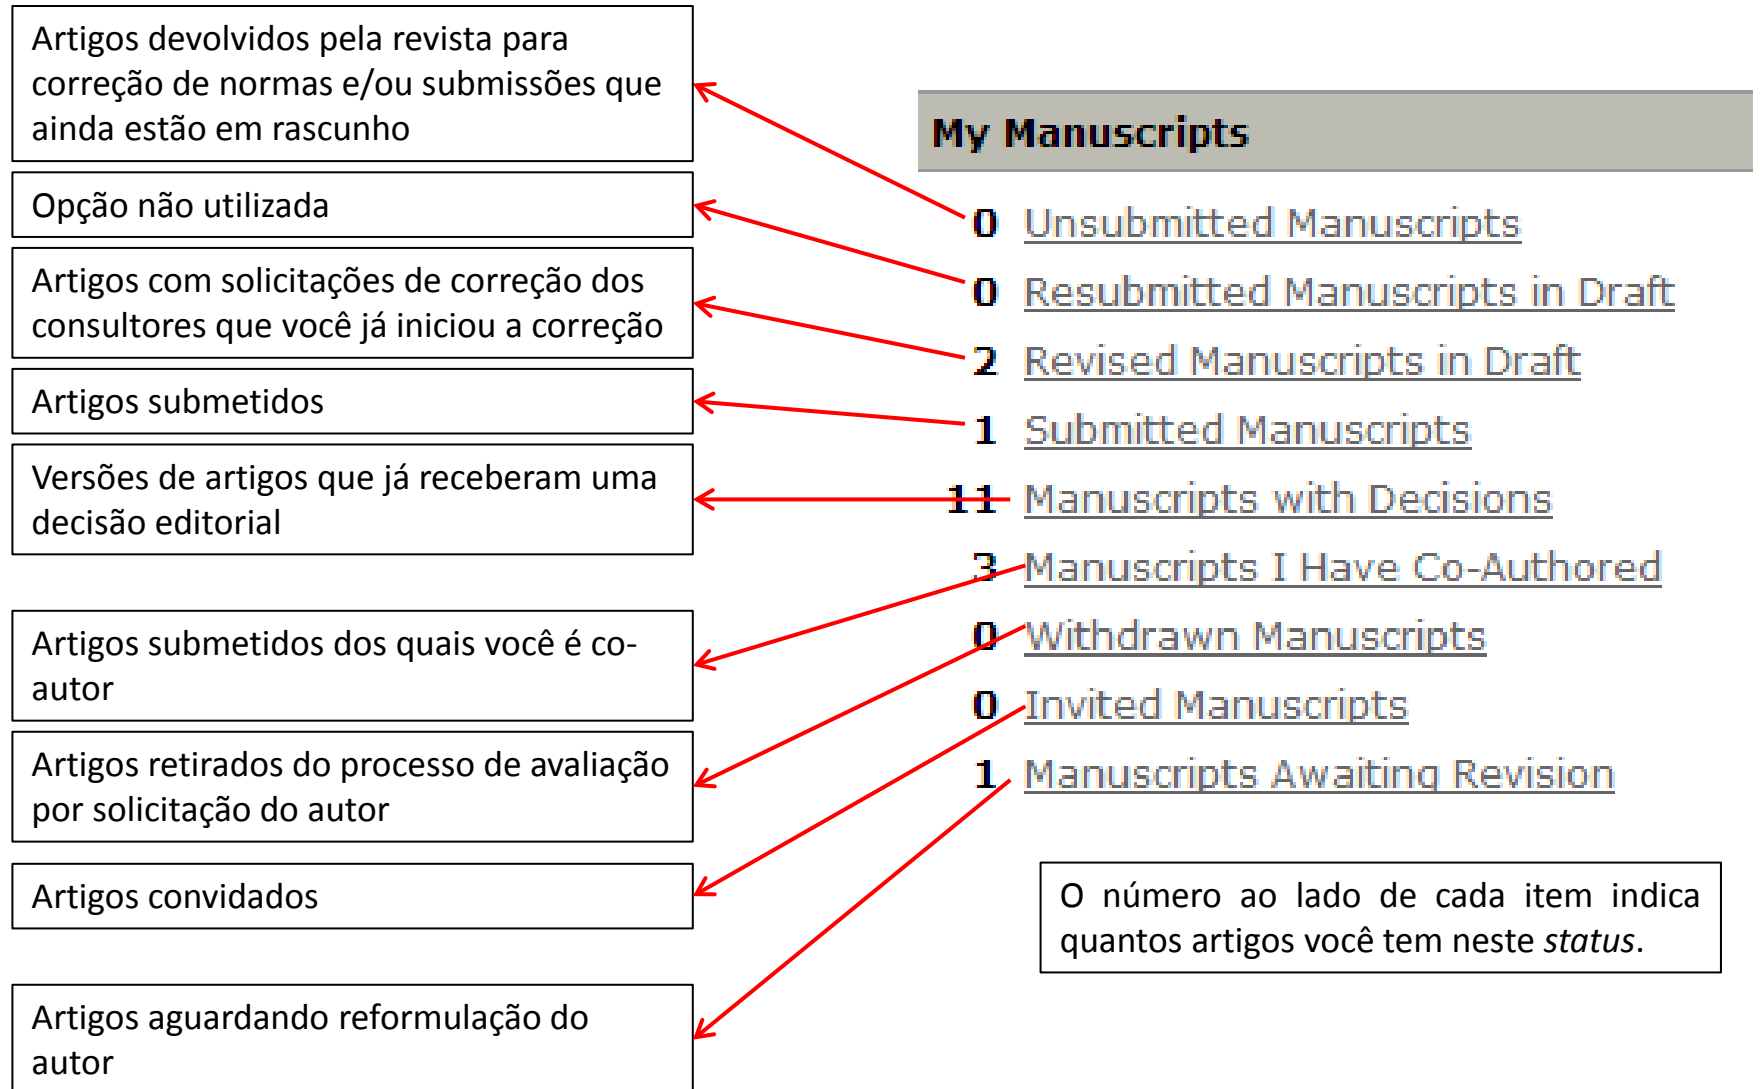 Artigos devolvidos pela revista para
correção de normas e/ou submissões que
ainda estão em rascunho
Opção não utilizada
Artigos com solicitações de correção dos
consultores que você já iniciou a correção
Artigos submetidos
Versões de artigos que já receberam uma
decisão editorial
Artigos submetidos dos quais você é co-
autor
Artigos retirados do processo de avaliação
por solicitação do autor
Artigos convidados
Artigos aguardando reformulação do
autor
My Manuscripts
0 Unsubmitted Manuscripts
0 Resubmitted Manuscripts in Draft
2 Revised Manuscripts in Draft
1 Submitted Manuscripts
11 Manuscripts with Decisions
3 Manuscripts I Have Co-Authored
0 Withdrawn Manuscripts
0 Invited Manuscripts
1 Manuscripts Awaiting Revision
O número ao lado de cada item indica
quantos artigos você tem neste status.